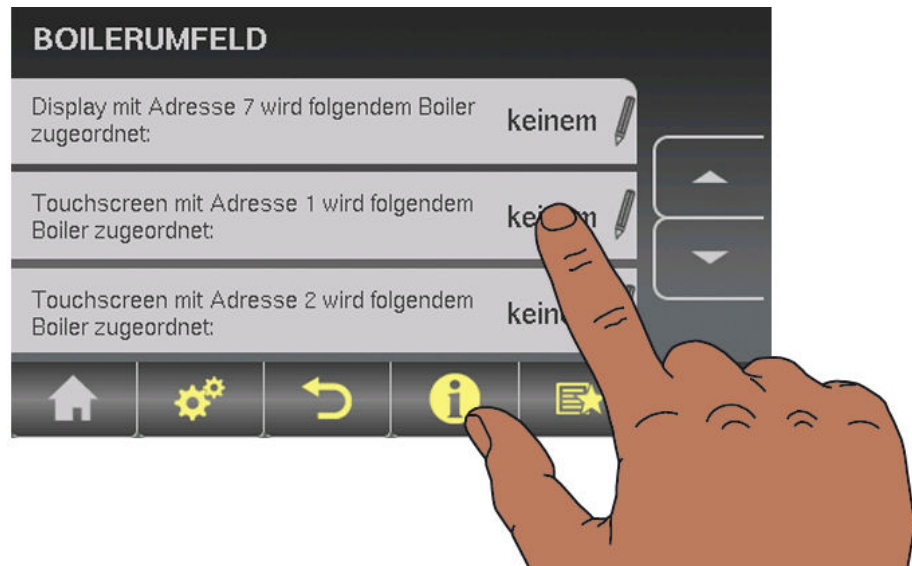 BOILERUMFELD
Display mit Adresse 7 wird folgendem Boiler
zugeordnet:
keinem
Touchscreen mit Adresse 1 wird folgendem
Boiler zugeordnet:
Touchscreen mit Adresse 2 wird folgendem
Boiler zugeordnet: